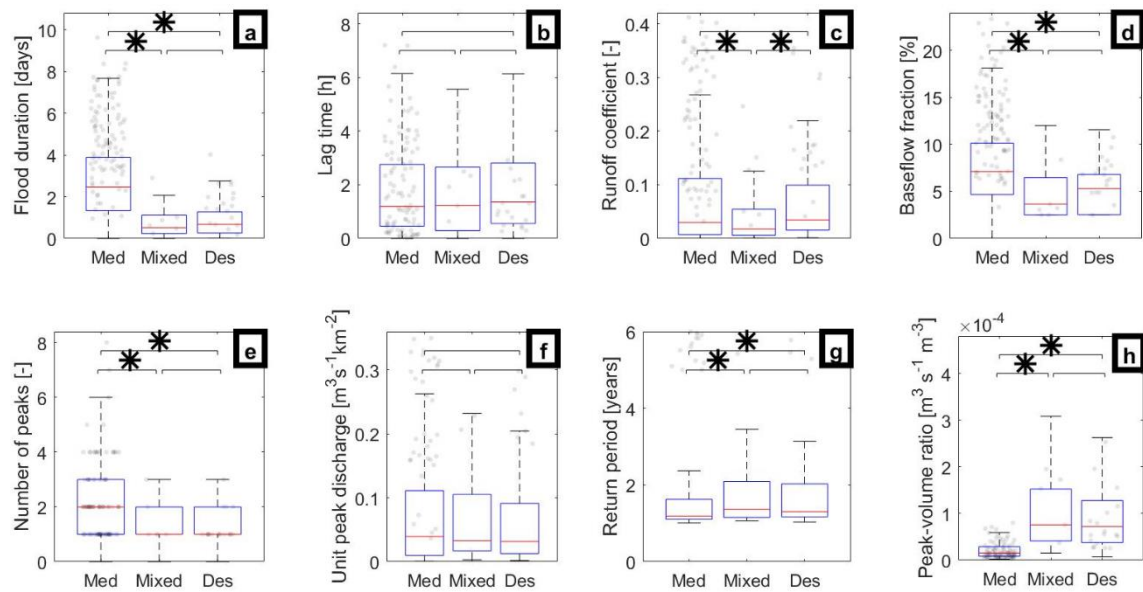 a
Flood duration [days]
10
8
6
4
2
0
Med Mixed Des
b
Lag time [h]
8
6
4
2
0
Med Mixed Des
c
Runoff coefficient [-]
0.4
0.3
0.2
0.1
0
Med Mixed Des
d
Baseflow fraction [%]
20
15
10
5
0
Med Mixed Des
e
Number of peaks [-]
8
6
4
2
0
Med Mixed Des
f
Unit peak discharge [m³s⁻¹km⁻²]
0.3
0.2
0.1
0
Med Mixed Des
g
Return period [years]
6
4
2
0
Med Mixed Des
h
×10⁻⁴
Peak-volume ratio [m³ s⁻¹ m⁻³]
4
3
2
1
0
Med Mixed Des